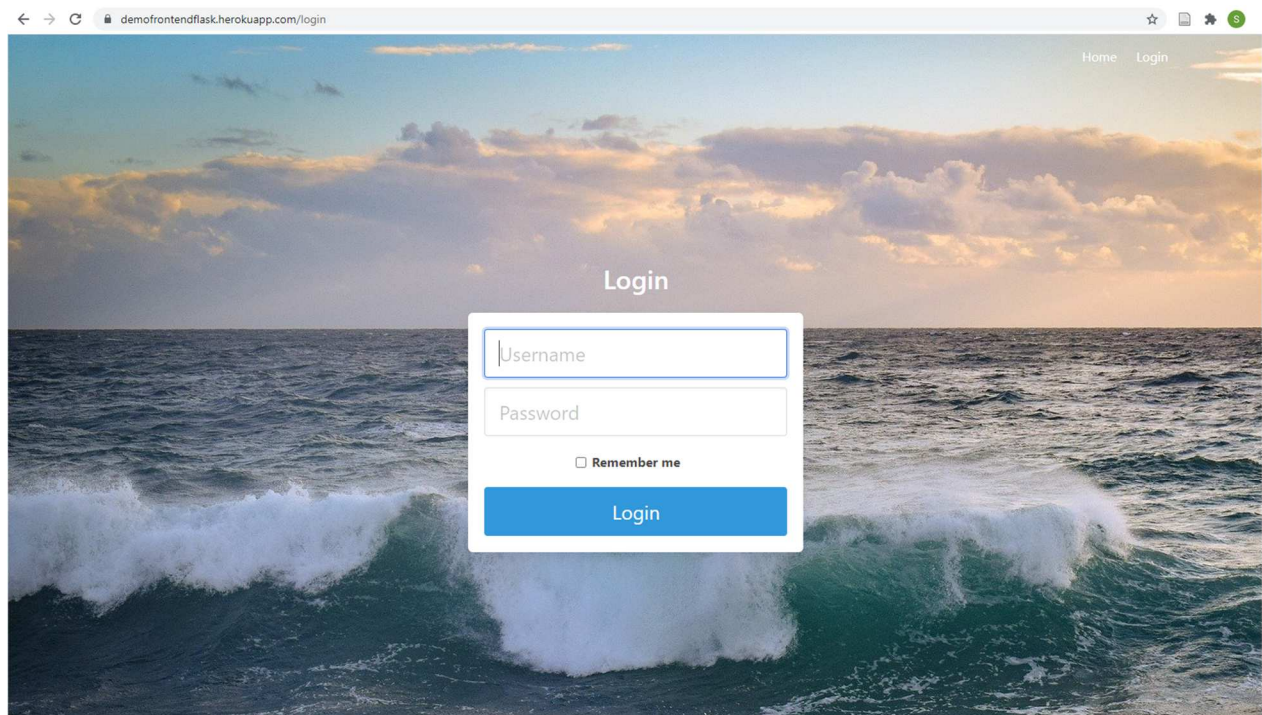 demofrontendflask.herokuapp.com/login
S
Home Login
Login
Username
Password
Remember me
Login